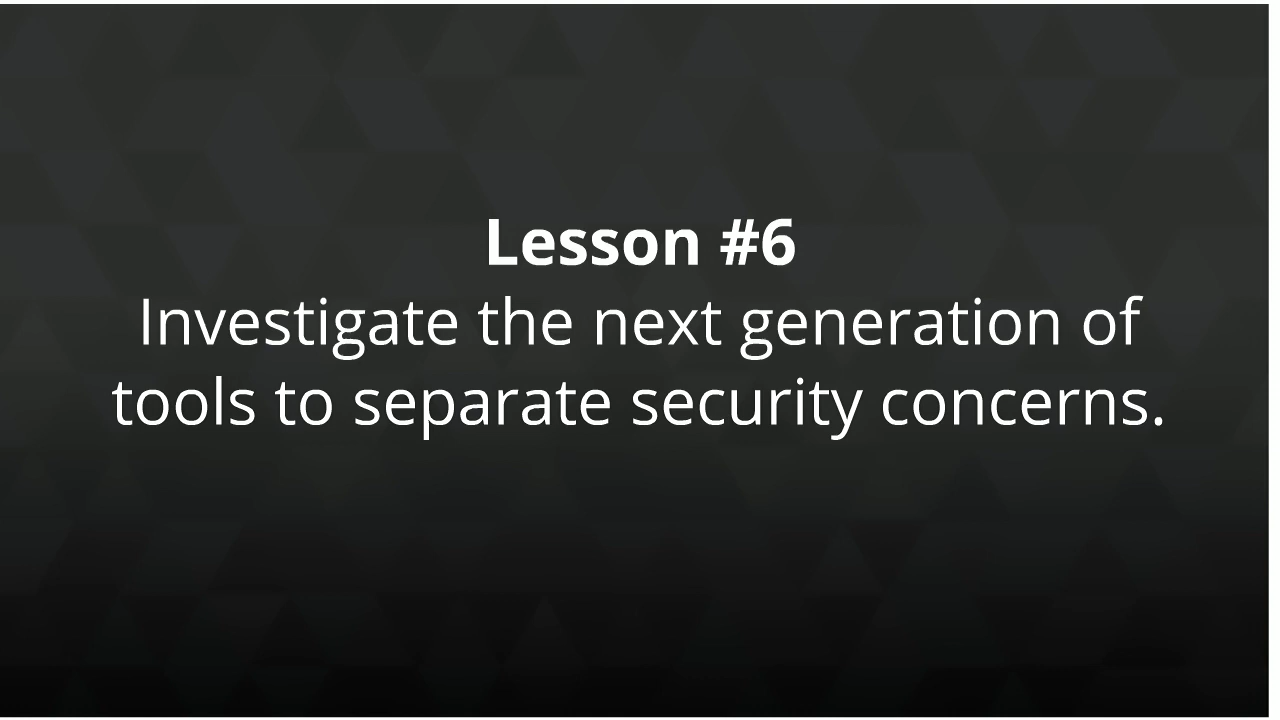 Lesson #6
Investigate the next generation of
tools to separate security concerns.